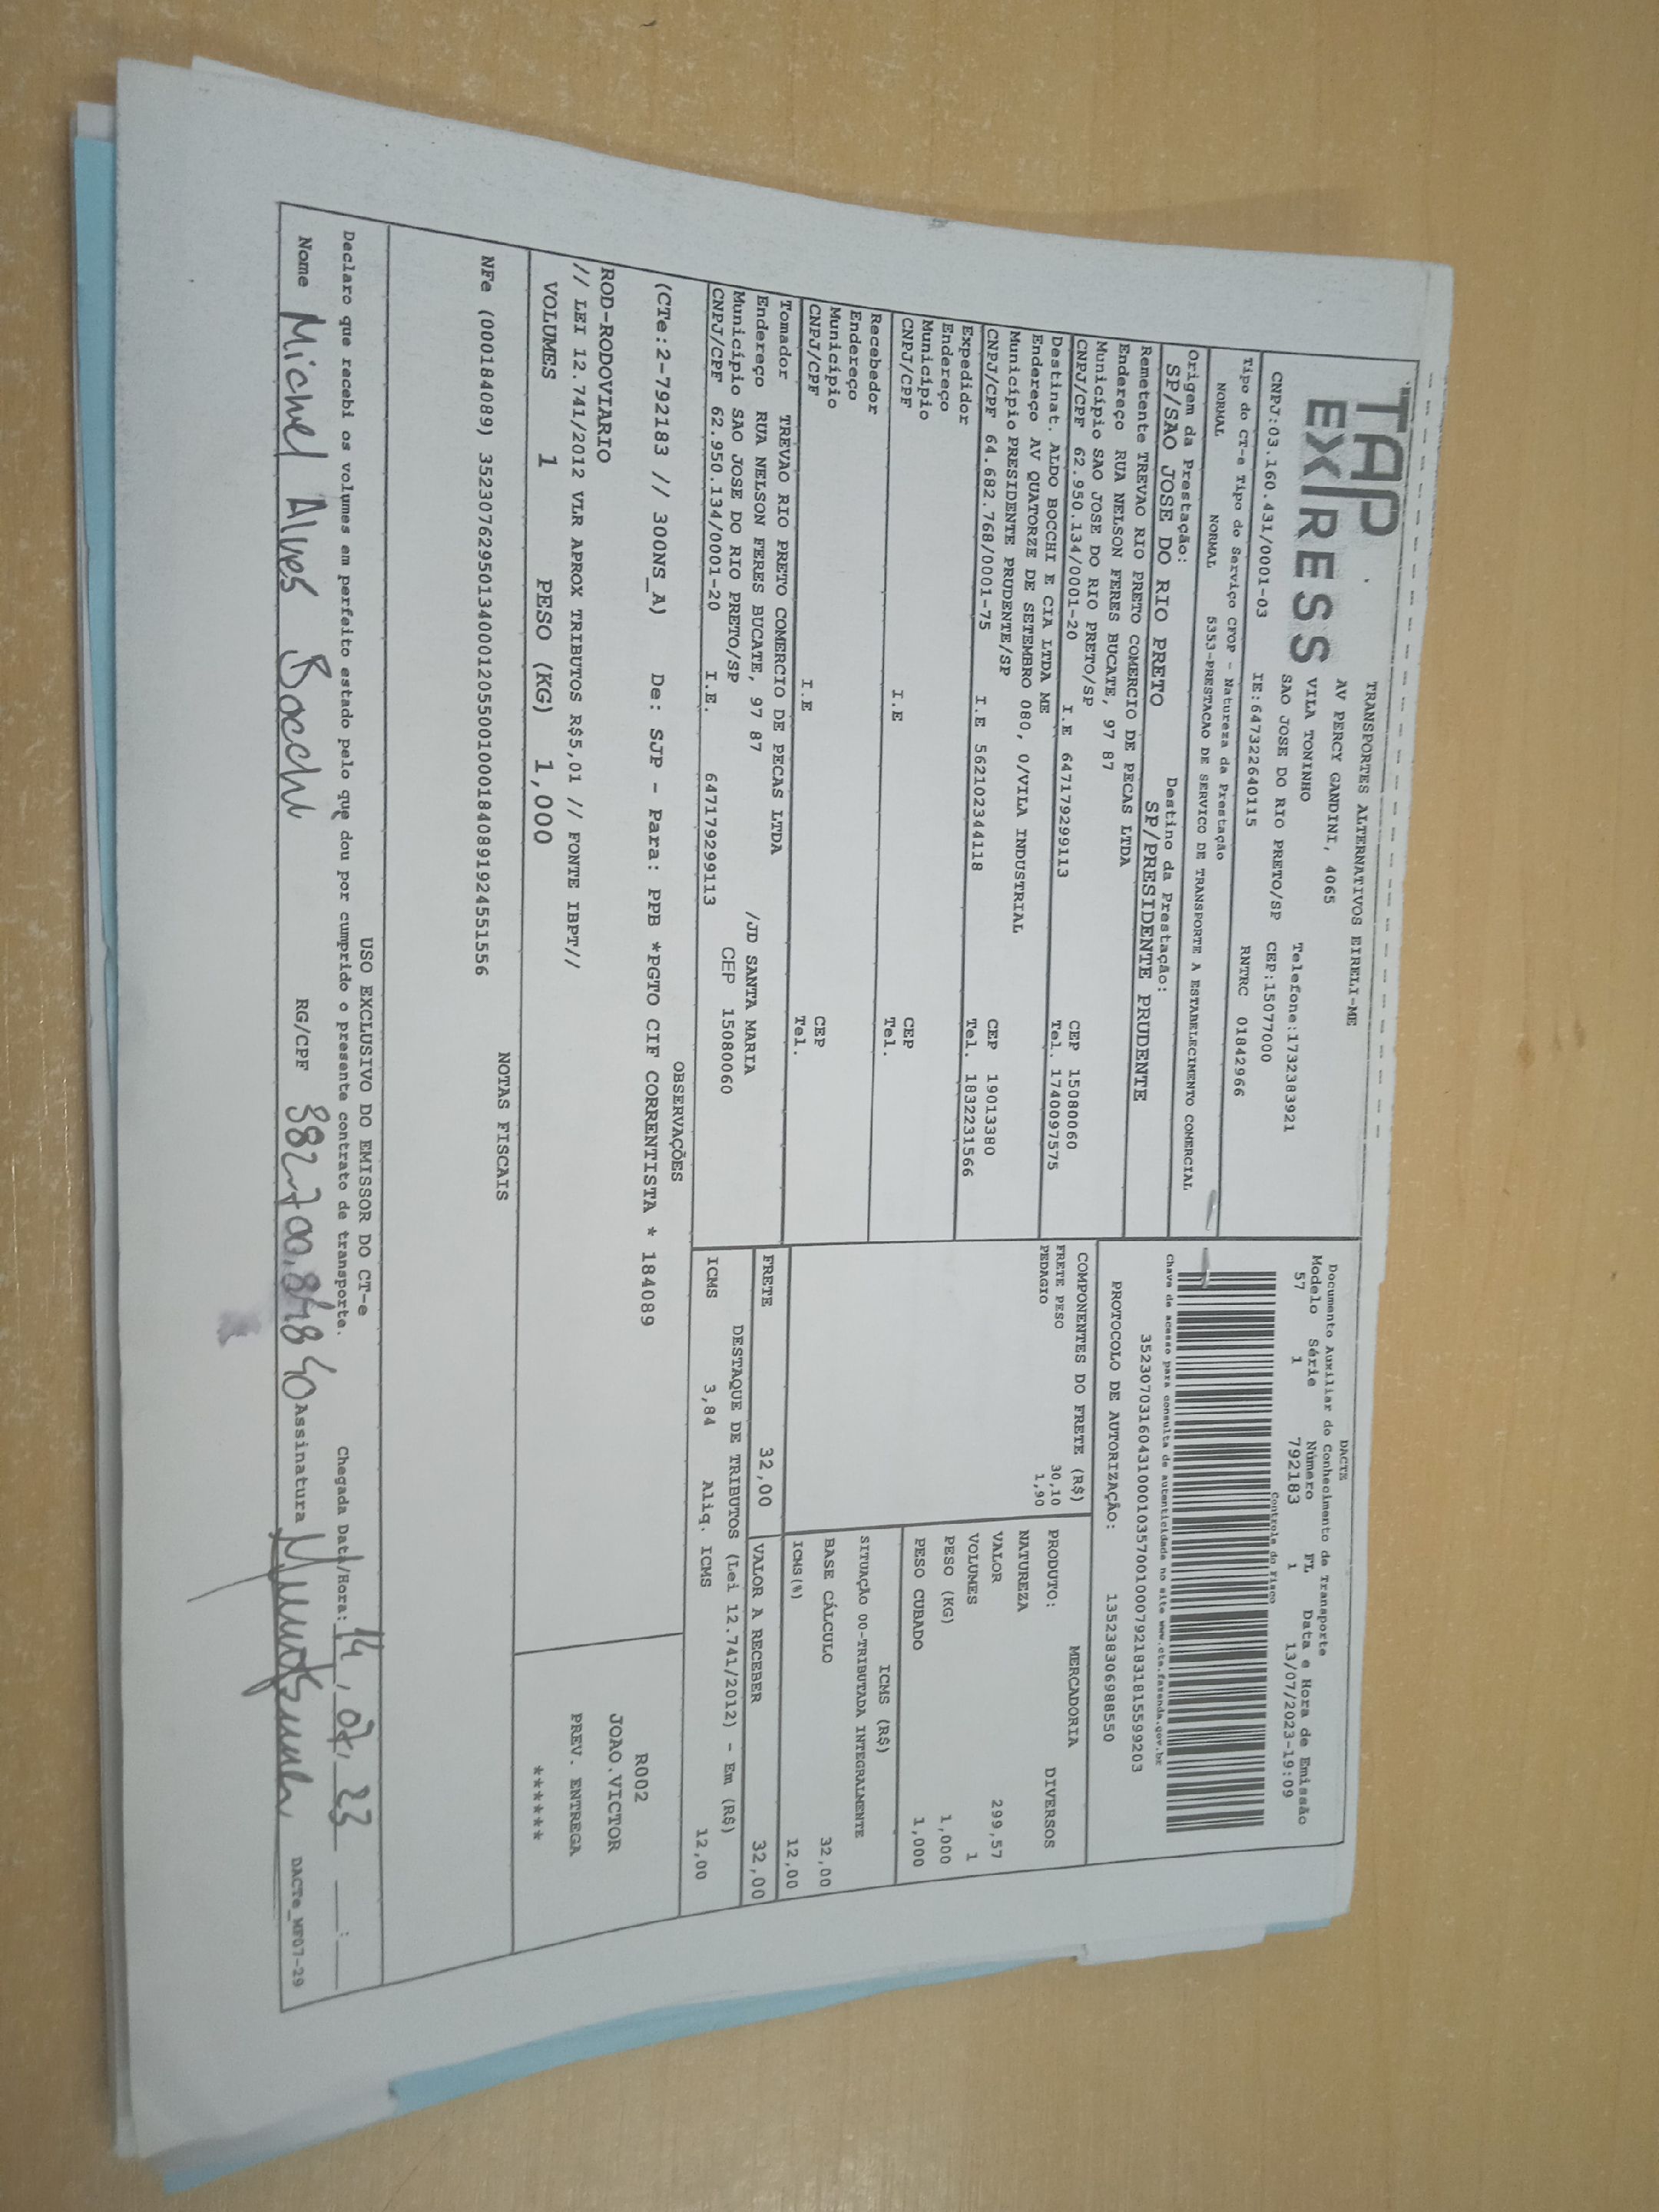 TAP EXPRESS
TRANSPORTES ALTERNATIVOS EIRELI-ME
AV PERCY GANDINI, 4065
VILA TONINHO
SAO JOSE DO RIO PRETO/SP
Telefone:1732383921
CEP:15077000
CNPJ:03.160.431/0001-03 IE:647322640115 RNTRC 01842966
Tipo do CT-e Tipo do Serviço CFOP - Natureza da Prestação
NORMAL NORMAL 5353-PRESTACAO DE SERVICO DE TRANSPORTE A ESTABELECIMENTO COMERCIAL
Origem da Prestação: Destino da Prestação:
SP/SAO JOSE DO RIO PRETO SP/PRESIDENTE PRUDENTE
DACTE
Documento Auxiliar do Conhecimento de Transporte
Modelo Série Número FL Data e Hora de Emissão
57 1 792183 1 13/07/2023-19:09
Controle do Fisco
Chave de acesso para consulta de autenticidade no site www.cte.fazenda.gov.br
35230703160431000103570010007921831815599203
PROTOCOLO DE AUTORIZAÇÃO: 135238306988550
Remetente TREVAO RIO PRETO COMERCIO DE PECAS LTDA
Endereço RUA NELSON FERES BUCATE, 97 87
Município SAO JOSE DO RIO PRETO/SP CEP 15080060
CNPJ/CPF 62.950.134/0001-20 I.E 647179299113 Tel. 1740097575
Destinat. ALDO BOCCHI E CIA LTDA ME
Endereço AV QUATORZE DE SETEMBRO 080, 0/VILA INDUSTRIAL
Município PRESIDENTE PRUDENTE/SP CEP 19013380
CNPJ/CPF 64.682.768/0001-75 I.E 562102344118 Tel. 1832231566
Expedidor
Endereço
Município CEP
CNPJ/CPF I.E Tel.
Recebedor
Endereço
Município CEP
CNPJ/CPF I.E Tel.
Tomador TREVAO RIO PRETO COMERCIO DE PECAS LTDA
Endereço RUA NELSON FERES BUCATE, 97 87 /JD SANTA MARIA
Município SAO JOSE DO RIO PRETO/SP CEP 15080060
CNPJ/CPF 62.950.134/0001-20 I.E. 647179299113
COMPONENTES DO FRETE (R$)
FRETE PESO 30,10
PEDAGIO 1,90
MERCADORIA
PRODUTO: DIVERSOS
NATUREZA
VALOR 299,57
VOLUMES 1
PESO (KG) 1,000
PESO CUBADO 1,000
ICMS (R$)
SITUAÇÃO 00-TRIBUTADA INTEGRALMENTE
BASE CÁLCULO 32,00
ICMS(%) 12,00
FRETE 32,00 VALOR A RECEBER 32,00
DESTAQUE DE TRIBUTOS (Lei 12.741/2012) - Em (R$)
ICMS 3,84 Aliq. ICMS 12,00
OBSERVAÇÕES
(CTe:2-792183 // 300NS_A) De: SJP - Para: PPB *PGTO CIF CORRENTISTA * 184089
R002
ROD-RODOVIARIO
JOAO.VICTOR
// LEI 12.741/2012 VLR APROX TRIBUTOS R$5,01 // FONTE IBPT//
VOLUMES 1 PESO (KG) 1,000
PREV. ENTREGA
******
NOTAS FISCAIS
NFe (000184089) 35230762950134000120550010001840891924551556
USO EXCLUSIVO DO EMISSOR DO CT-e
Declaro que recebi os volumes em perfeito estado pelo que dou por cumprido o presente contrato de transporte. Chegada Data/Hora: 14, 07, 23 :
Nome Michel Alves Bocchi RG/CPF 382700.848 40 Assinatura DACTe_MF07-29